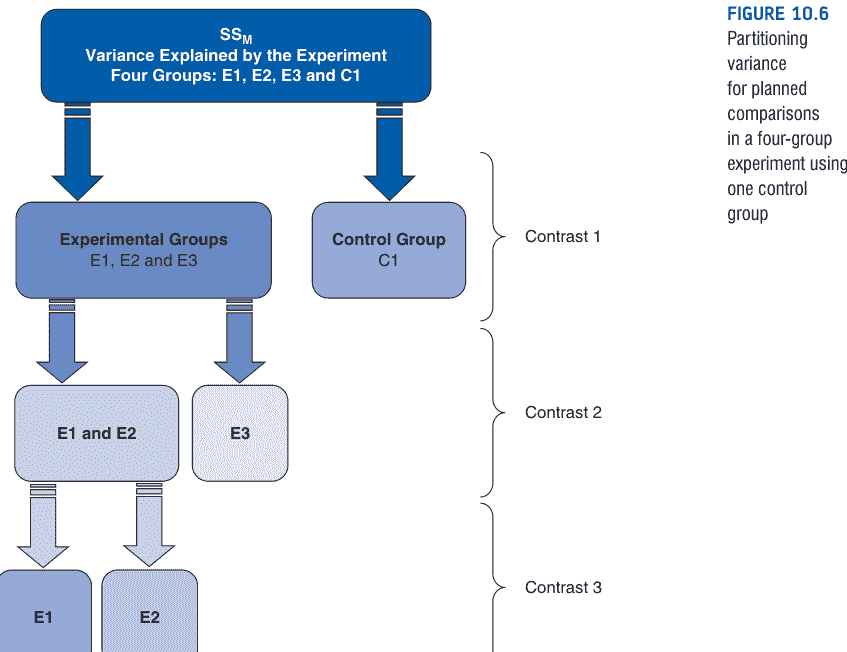 SSM
Variance Explained by the Experiment
Four Groups: E1, E2, E3 and C1
FIGURE 10.6
Partitioning
variance
for planned
comparisons
in a four-group
experiment using
one control
group
Experimental Groups
E1, E2 and E3
Control Group
C1
Contrast 1
E1 and E2
E3
Contrast 2
E1
E2
Contrast 3